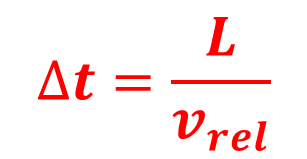 Δt = L / v_rel